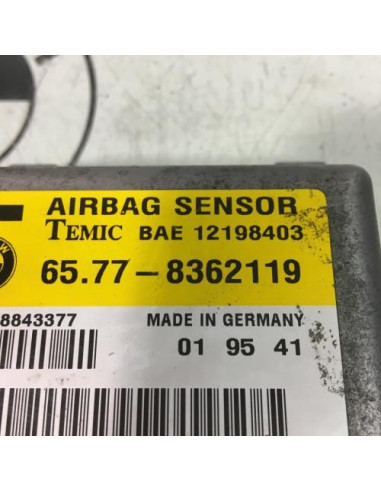 AIRBAG SENSOR
TEMIC BAE 12198403
65.77-8362119
8843377 MADE IN GERMANY
01 95 41